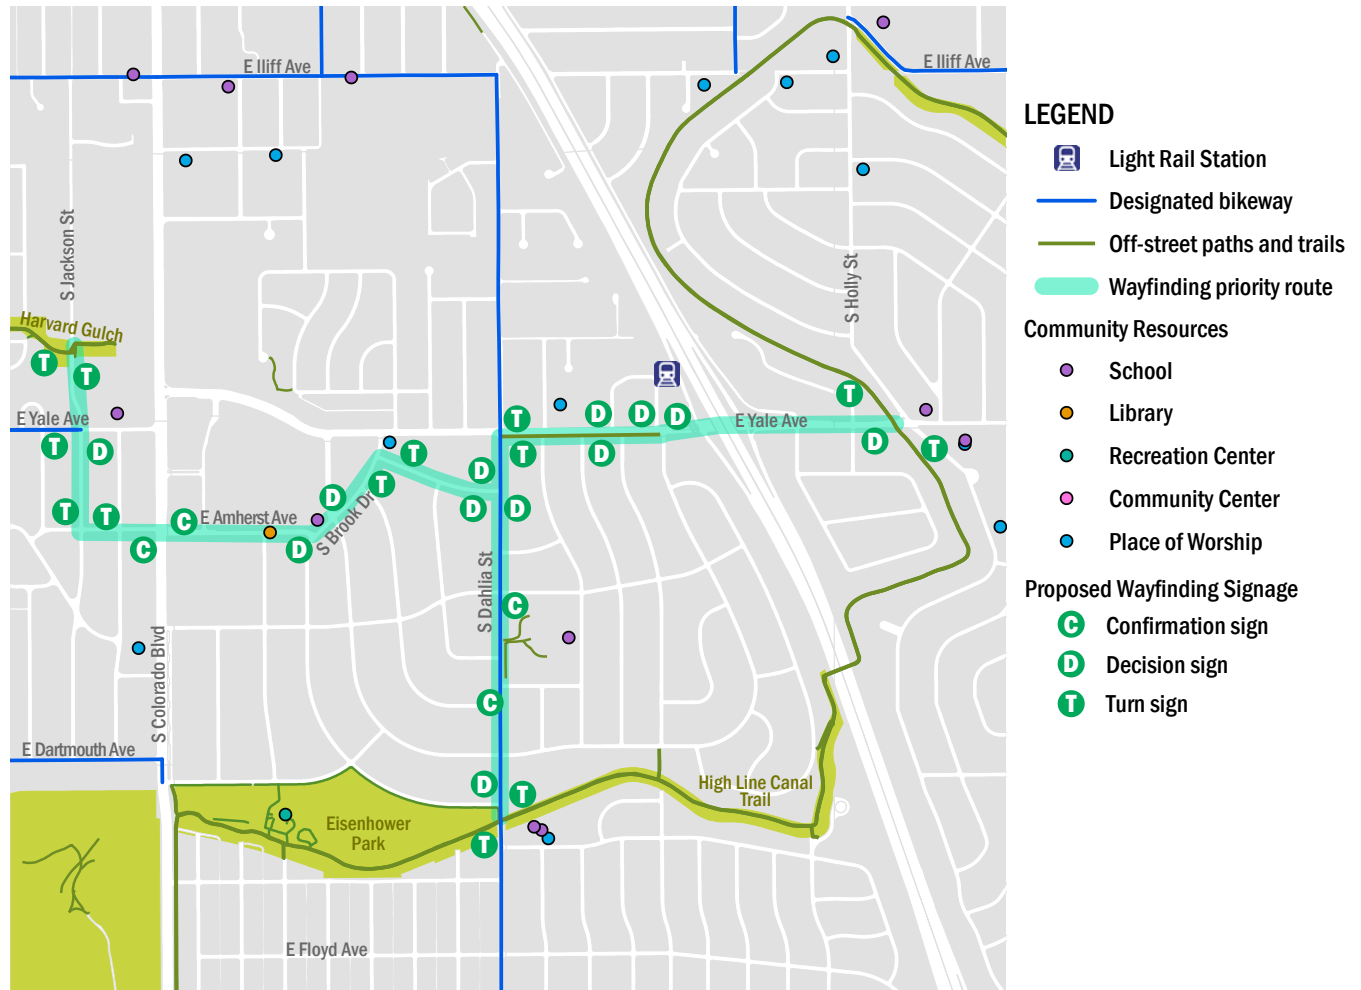 E Iliff Ave
E Iliff Ave
S Jackson St
S Holly St
Harvard Gulch
T
T
T
E Yale Ave
T
D
D
D
E Yale Ave
T
D
T
T
D
D
T
T
D
D
T
D
D
T
T
C
E Amherst Ave
D
C
D
S Brook Dr
S Dahlia St
C
S Colorado Blvd
C
E Dartmouth Ave
D
T
High Line Canal
Trail
Eisenhower
Park
T
E Floyd Ave
LEGEND
Light Rail Station
Designated bikeway
Off-street paths and trails
Wayfinding priority route
Community Resources
School
Library
Recreation Center
Community Center
Place of Worship
Proposed Wayfinding Signage
C Confirmation sign
D Decision sign
T Turn sign